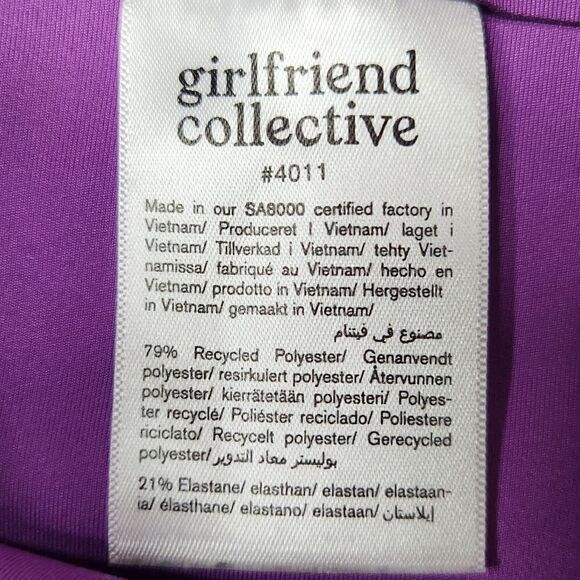 girlfriend
collective
#4011
Made in our SA8000 certified factory in
Vietnam/ Produceret I Vietnam/ laget i
Vietnam/ Tillverkad i Vietnam/ tehty Viet-
namissa/ fabriqué au Vietnam/ hecho en
Vietnam/ prodotto in Vietnam/ Hergestellt
in Vietnam/ gemaakt in Vietnam/
مصنوع في فيتنام
79% Recycled Polyester/ Genanvendt
polyester/ resirkulert polyester/ Återvunnen
polyester/ kierrätetään polyesteri/ Polyes-
ter recyclé/ Poliéster reciclado/ Poliestere
riciclato/ Recycelt polyester/ Gerecycled
polyester/ بوليستر معاد التدوير
21% Elastane/ elasthan/ elastan/ elastaan-
ia/ élasthane/ elastano/ elastaan/ إيلاستان